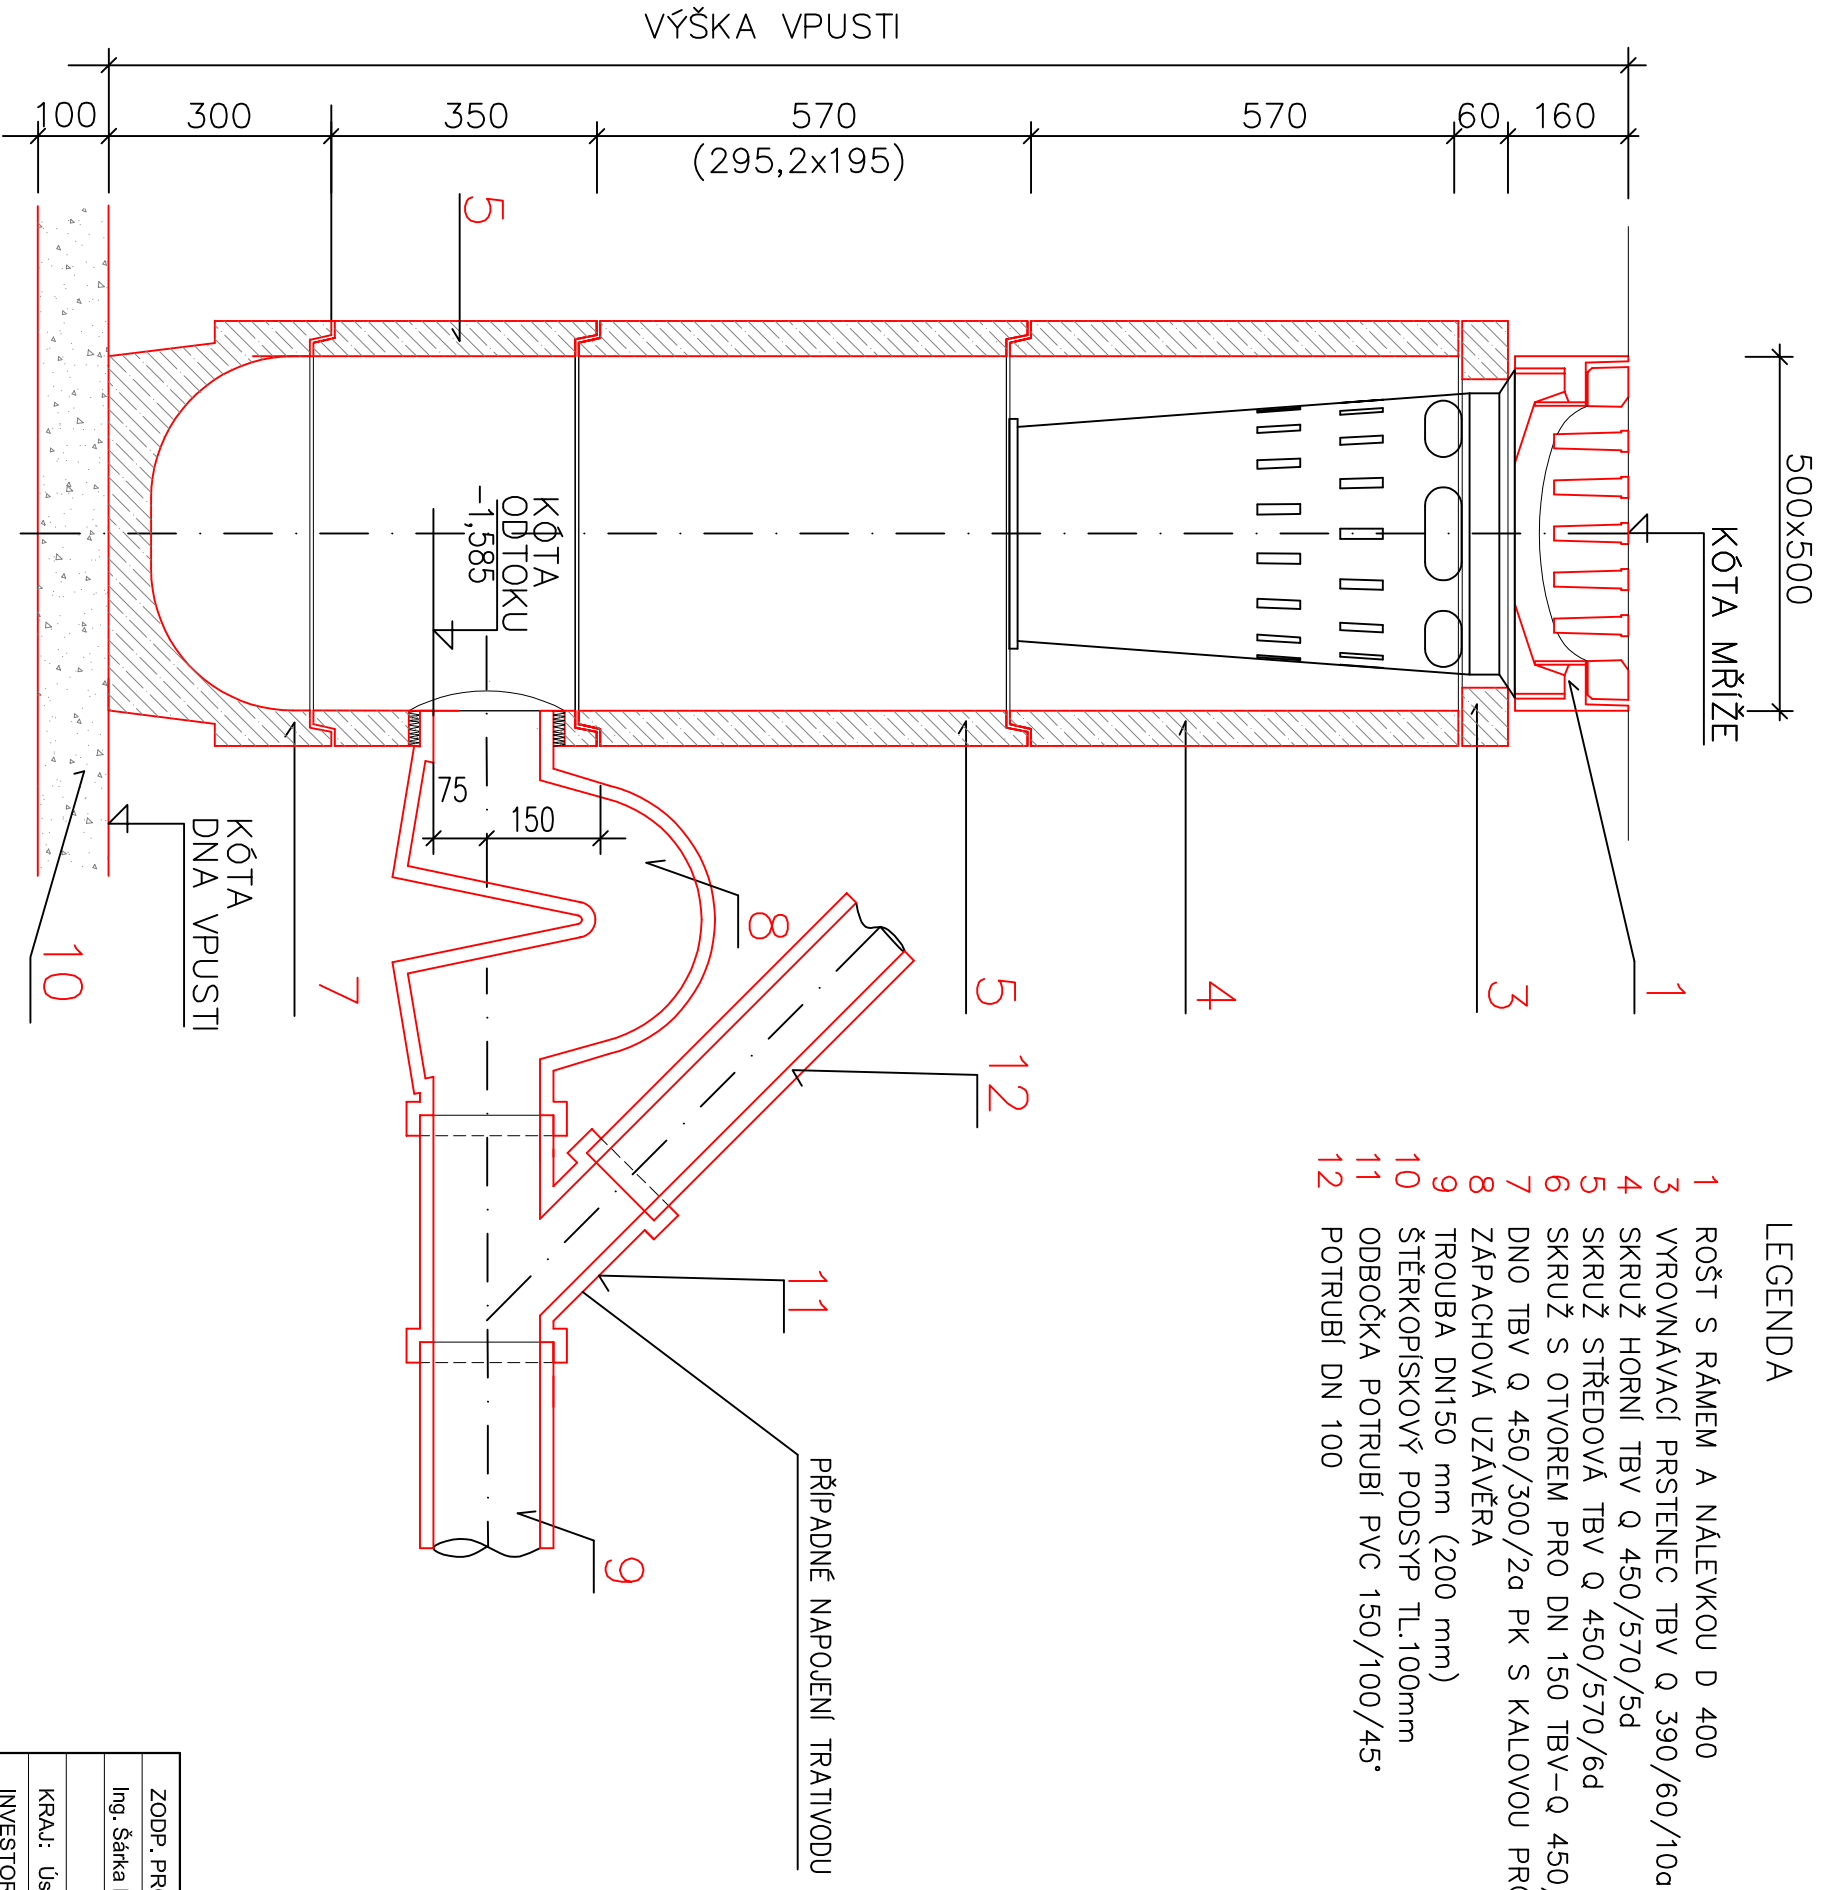 VÝŠKA VPUSTI
100
300
350
570
570
60
160
(295,2x195)
500x500
KÓTA MŘÍŽE
KÓTA
ODTOKU
-1,585
KÓTA
DNA VPUSTI
75
150
5
10
7
8
5
4
3
1
12
11
9
PŘÍPADNÉ NAPOJENÍ TRATIVODU
LEGENDA
1 ROŠT S RÁMEM A NÁLEVKOU D 400
3 VYROVNÁVACÍ PRSTENEC TBV Q 390/60/10a
4 SKRUŽ HORNÍ TBV Q 450/570/5d
5 SKRUŽ STŘEDOVÁ TBV Q 450/570/6d
6 SKRUŽ S OTVOREM PRO DN 150 TBV-Q 450/
7 DNO TBV Q 450/300/2a PK S KALOVOU
8 ZÁPACHOVÁ UZÁVĚRA
9 TROUBA DN150 mm (200 mm)
10 ŠTĚRKOPÍSKOVÝ PODSYP TL.100mm
11 ODBOČKA POTRUBÍ PVC 150/100/45°
12 POTRUBÍ DN 100
ZODP.
Ing. Šárka
KRAJ: